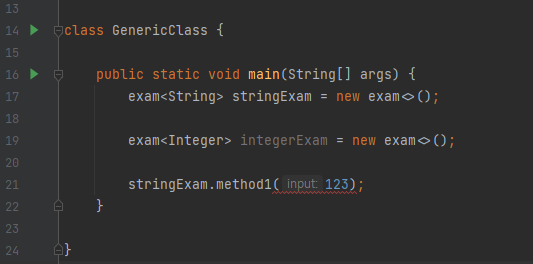 13
14 class GenericClass {
15
16 public static void main(String[] args) {
17 exam<String> stringExam = new exam<>();
18
19 exam<Integer> integerExam = new exam<>();
20
21 stringExam.method1( input: 123);
22 }
23
24 }